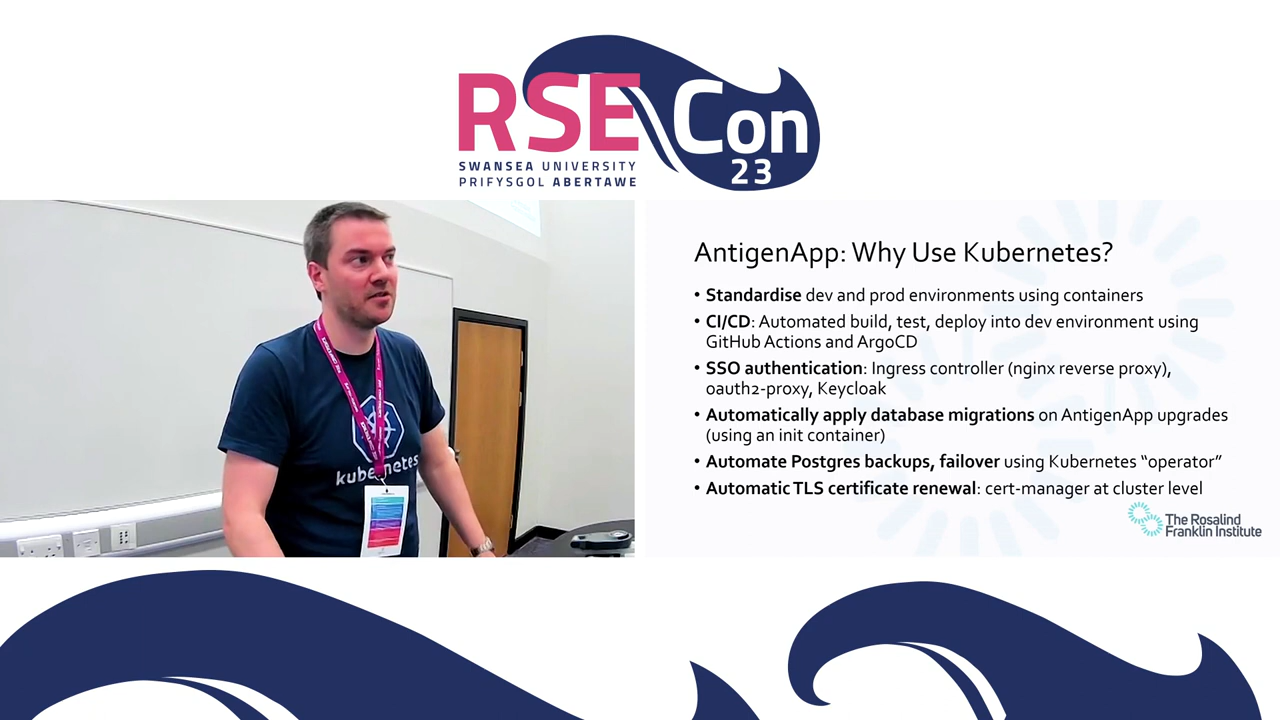 RSE Con
23
SWANSEA UNIVERSITY
PRIFYSGOL ABERTAWE
kubernetes
AntigenApp: Why Use Kubernetes?
• Standardise dev and prod environments using containers
• CI/CD: Automated build, test, deploy into dev environment using
GitHub Actions and ArgoCD
• SSO authentication: Ingress controller (nginx reverse proxy),
oauth2-proxy, Keycloak
• Automatically apply database migrations on AntigenApp upgrades
(using an init container)
• Automate Postgres backups, failover using Kubernetes “operator”
• Automatic TLS certificate renewal: cert-manager at cluster level
The Rosalind
Franklin Institute